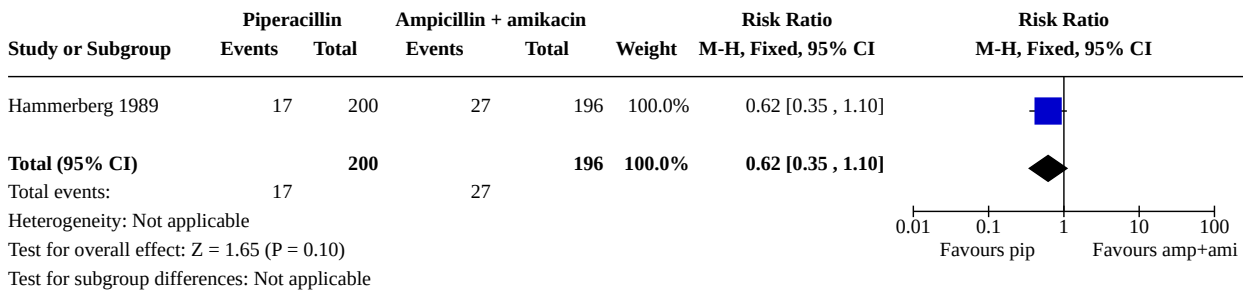 Piperacillin Ampicillin + amikacin Risk Ratio Risk Ratio
Study or Subgroup Events Total Events Total Weight M-H, Fixed, 95% CI M-H, Fixed, 95% CI
Hammerberg 1989 17 200 27 196 100.0% 0.62 [0.35 , 1.10]
Total (95% CI) 200 196 100.0% 0.62 [0.35 , 1.10]
Total events: 17 27
Heterogeneity: Not applicable
0.01 0.1 1 10 100
Test for overall effect: Z = 1.65 (P = 0.10) Favours pip Favours amp+ami
Test for subgroup differences: Not applicable